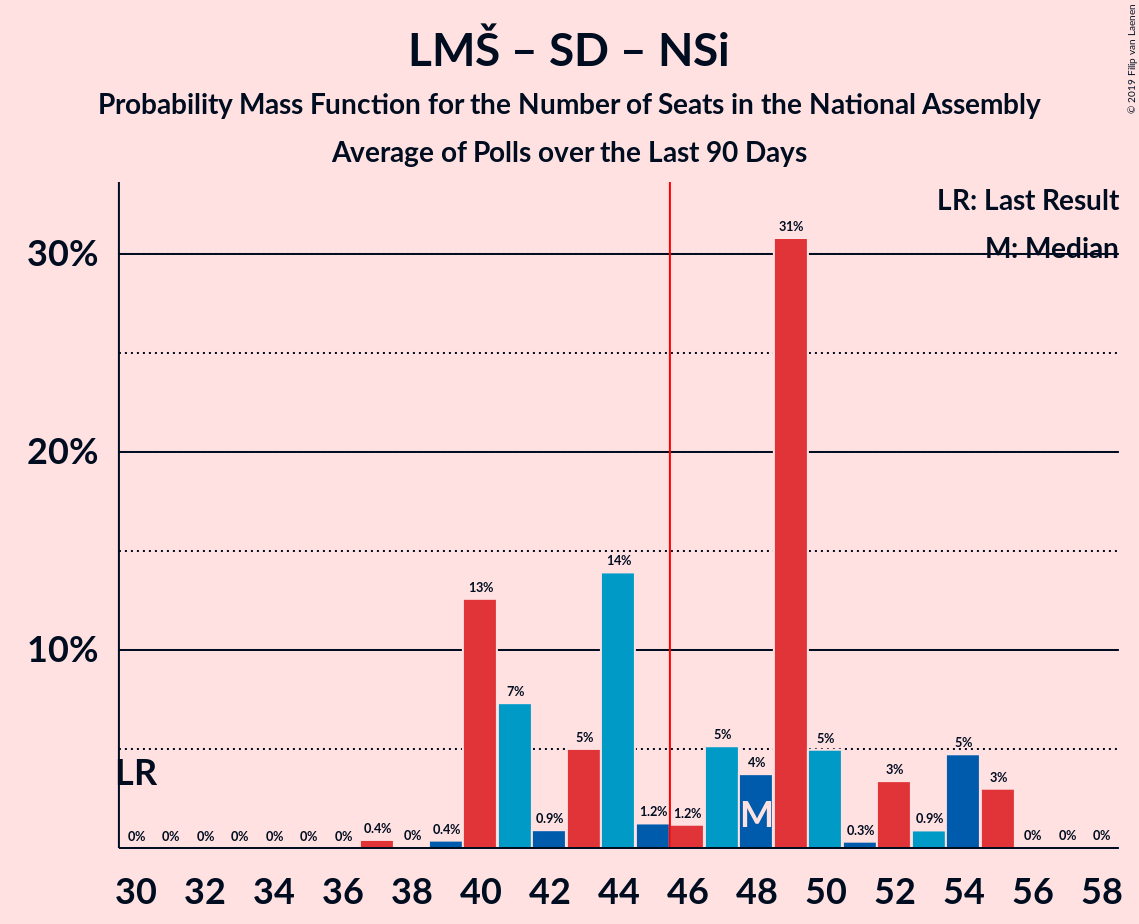 LMŠ – SD – NSi
Probability Mass Function for the Number of Seats in the National Assembly
Average of Polls over the Last 90 Days
© 2019 Filip van Laenen
LR: Last Result
M: Median
30%
20%
10%
LR
M
0% 0% 0% 0% 0% 0% 0% 0.4% 0% 0.4% 13% 7% 0.9% 5% 14% 1.2% 1.2% 5% 4% 31% 5% 0.3% 3% 0.9% 5% 3% 0% 0% 0%
30 32 34 36 38 40 42 44 46 48 50 52 54 56 58